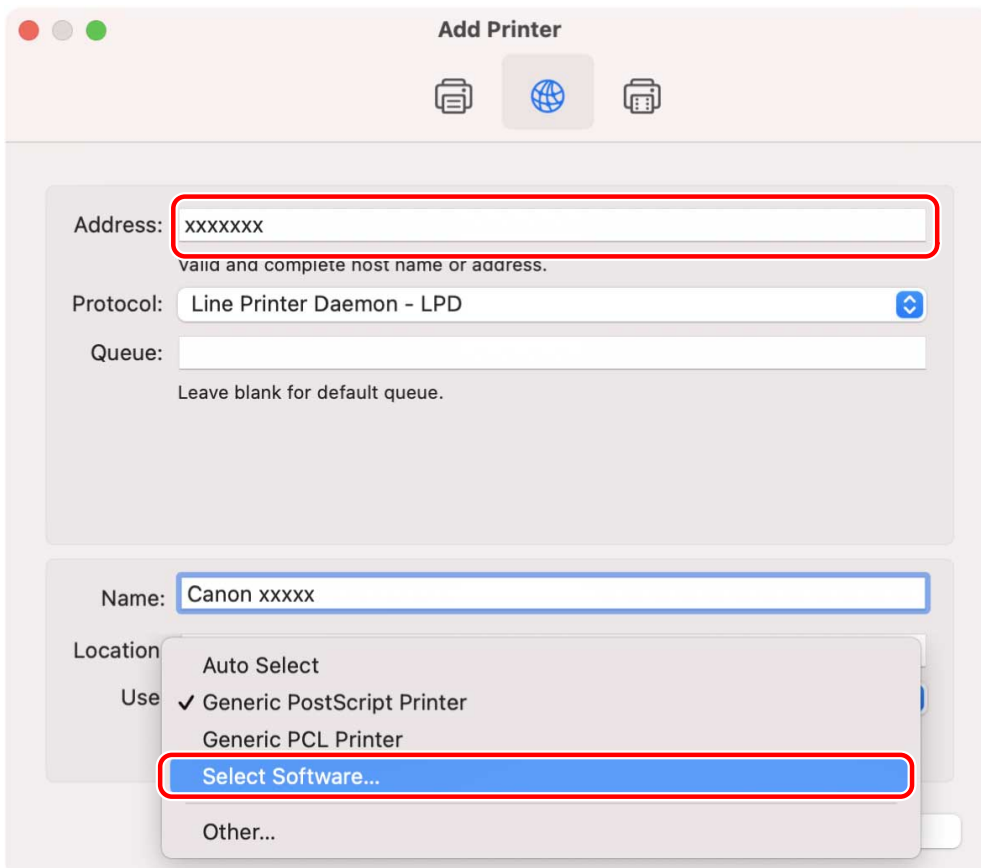 Add Printer
Address: xxxxxxx
Valid and complete host name or address.
Protocol: Line Printer Daemon - LPD
Queue:
Leave blank for default queue.
Name: Canon xxxxx
Location
Auto Select
Use ✓ Generic PostScript Printer
Generic PCL Printer
Select Software...
Other...